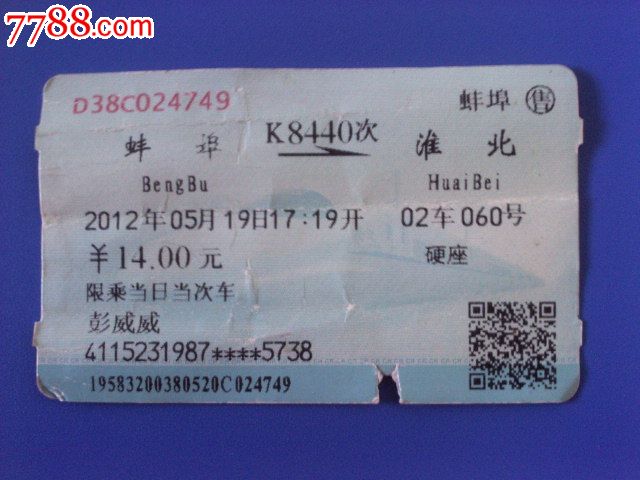 7788.com
D38C024749 蚌埠 售
蚌 埠 K8440次 淮 北
BengBu HuaiBei
2012年05月19日17:19开 02车060号
￥14.00元 硬座
限乘当日当次车
彭威威
4115231987****5738
19583200380520C024749